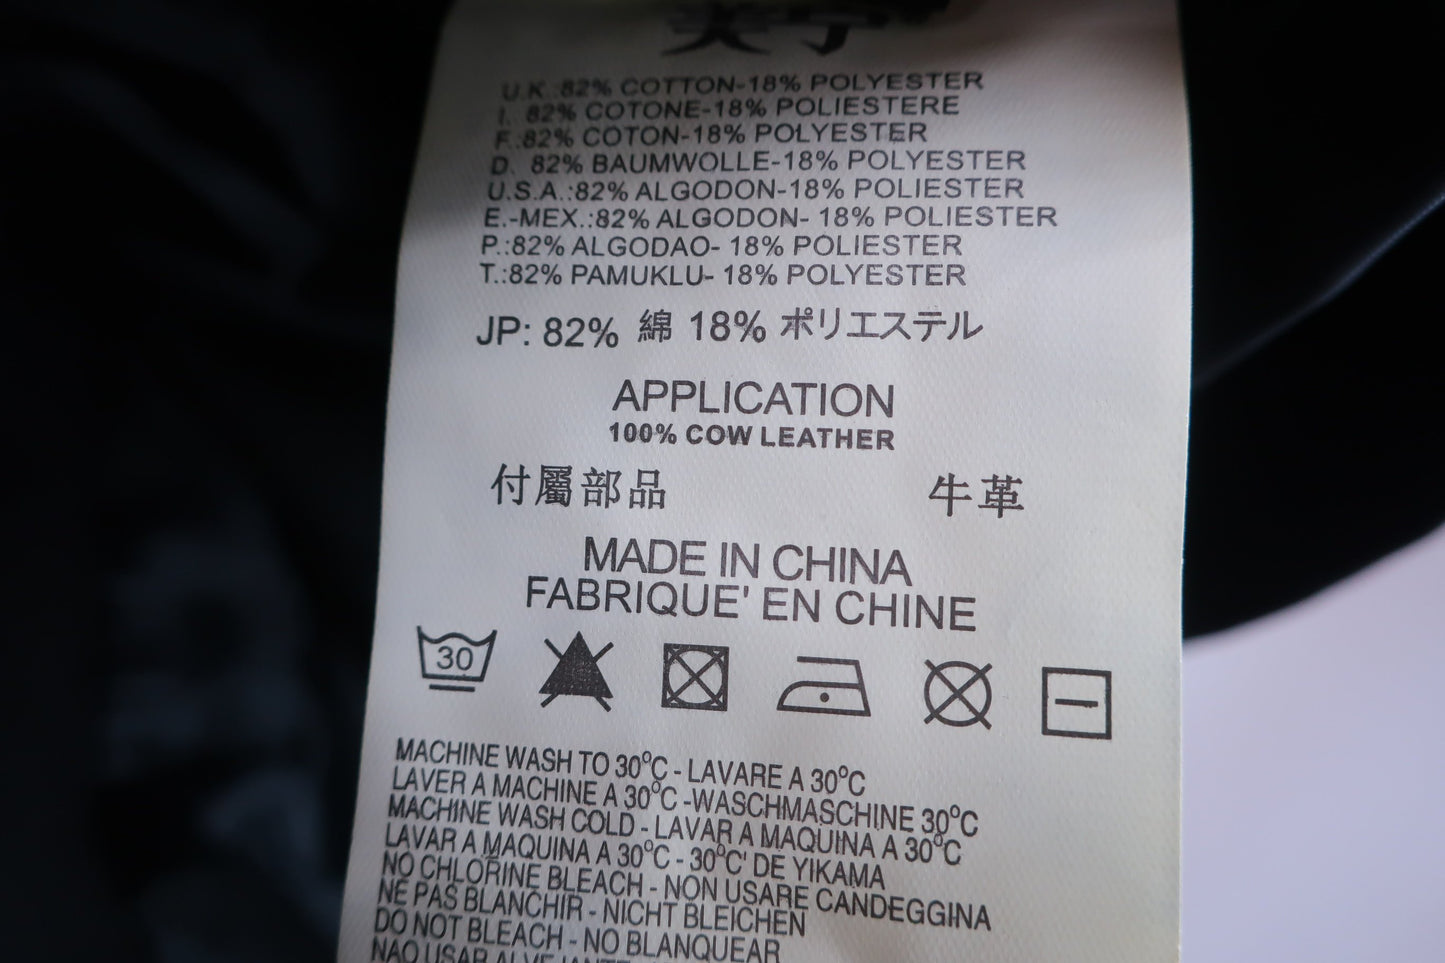 U.K.:82% COTTON-18% POLYESTER
I. 82% COTONE-18% POLIESTERE
F.:82% COTON-18% POLYESTER
D. 82% BAUMWOLLE-18% POLYESTER
U.S.A.:82% ALGODON-18% POLIESTER
E.-MEX.:82% ALGODON- 18% POLIESTER
P.:82% ALGODAO- 18% POLIESTER
T.:82% PAMUKLU- 18% POLYESTER
JP: 82% 綿 18% ポリエステル
APPLICATION
100% COW LEATHER
付屬部品 牛革
MADE IN CHINA
FABRIQUE' EN CHINE
30
MACHINE WASH TO 30°C - LAVARE A 30°C
LAVER A MACHINE A 30°C -WASCHMASCHINE 30°C
MACHINE WASH COLD - LAVAR A MAQUINA A 30°C
LAVAR A MAQUINA A 30°C - 30°C' DE YIKAMA
NO CHLORINE BLEACH - NON USARE CANDEGGINA
NE PAS BLANCHIR - NICHT BLEICHEN
DO NOT BLEACH - NO BLANQUEAR
NAO USAR